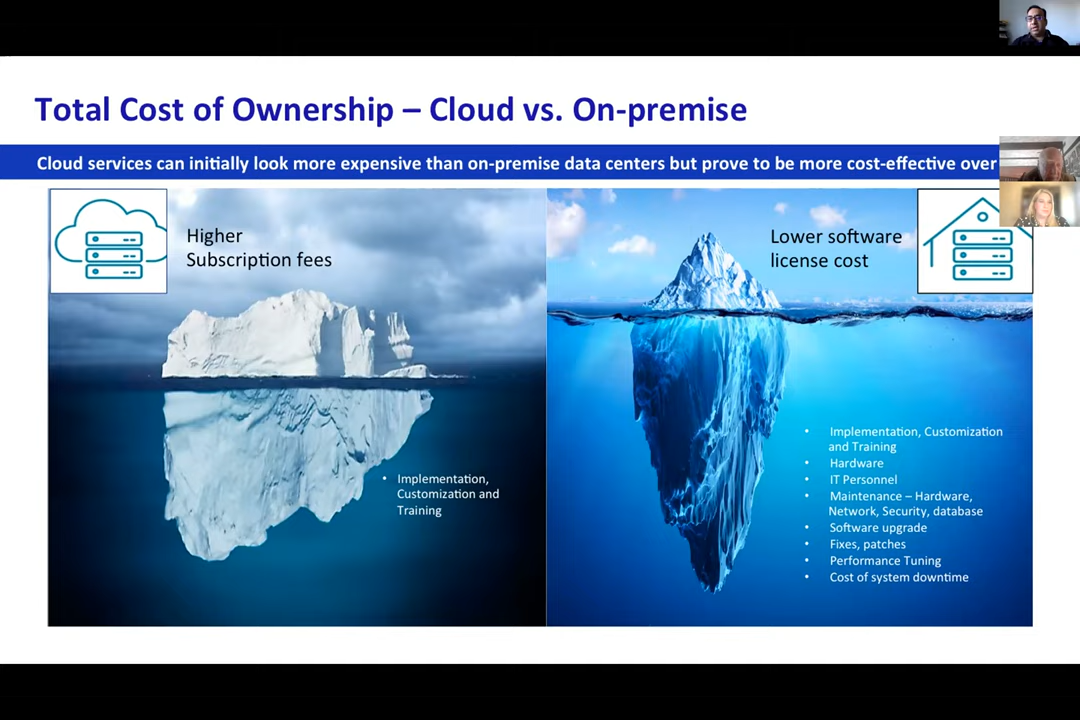 Total Cost of Ownership – Cloud vs. On-premise
Cloud services can initially look more expensive than on-premise data centers but prove to be more cost-effective over
Higher
Subscription fees
• Implementation,
Customization and
Training
Lower software
license cost
• Implementation, Customization
and Training
• Hardware
• IT Personnel
• Maintenance – Hardware,
Network, Security, database
• Software upgrade
• Fixes, patches
• Performance Tuning
• Cost of system downtime